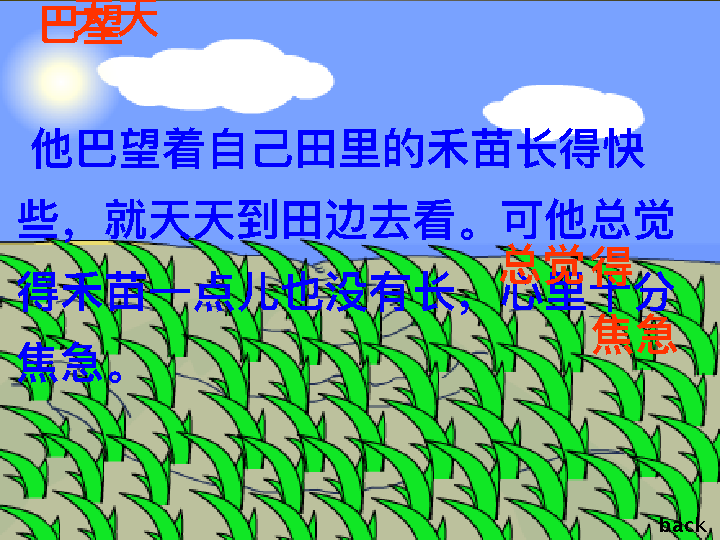 巴望天天
他巴望着自己田里的禾苗长得快
些，就天天到田边去看。可他总觉
总觉得
得禾苗一点儿也没有长，心里十分
焦急
焦急。
back